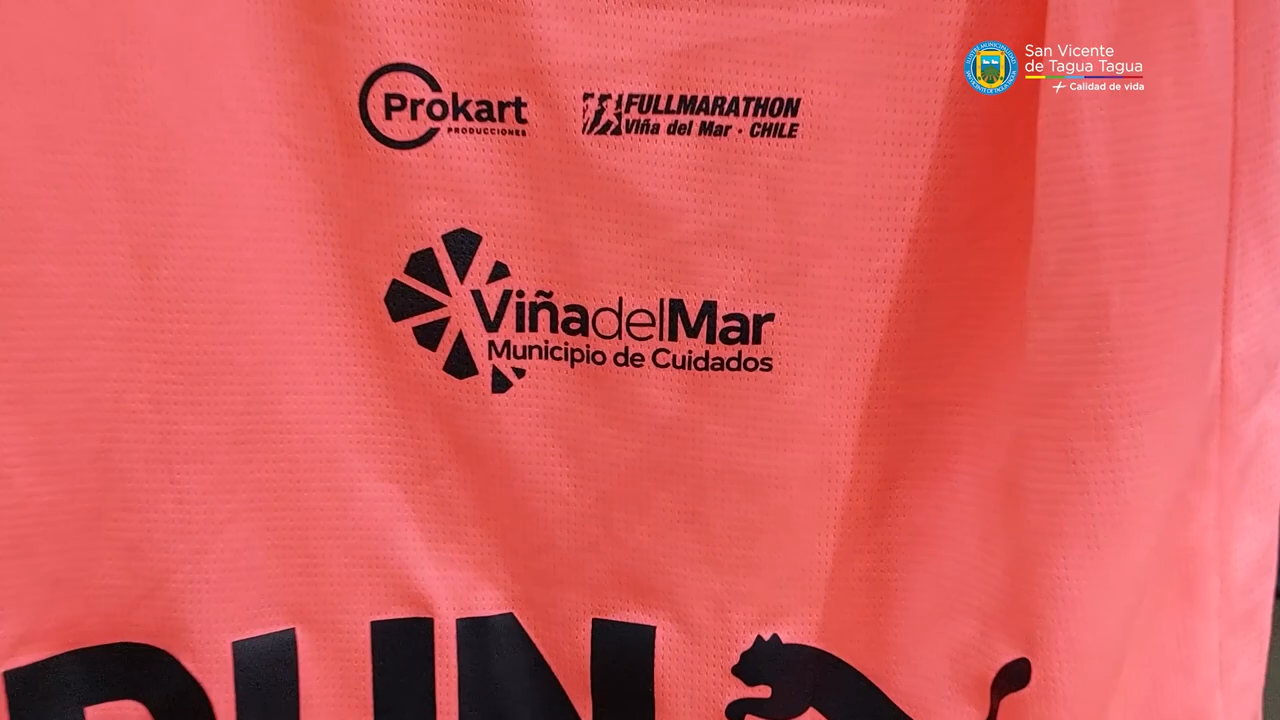 Prokart
PRODUCCIONES
FULLMARATHON
Viña del Mar · CHILE
San Vicente
de Tagua Tagua
Calidad de vida
ViñadelMar
Municipio de Cuidados
RUN